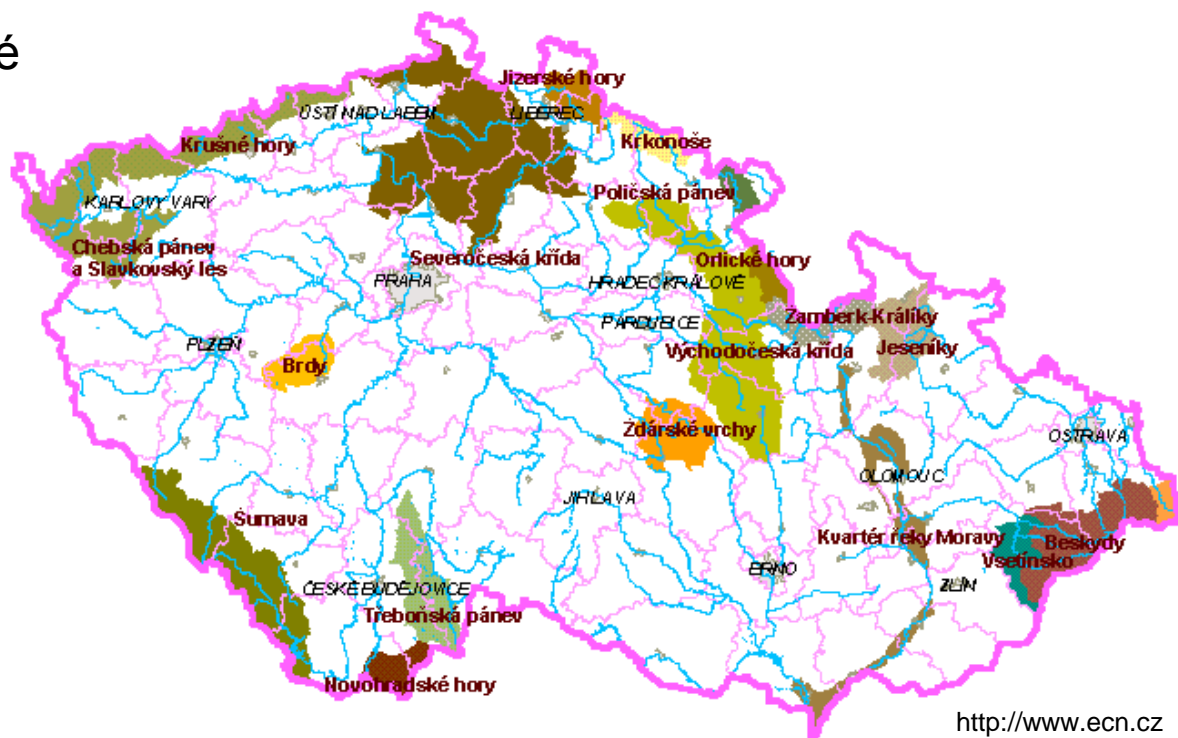 é
Jizerské hory
ÚSTÍ NAD LABEM
LIBEREC
Krušné hory
Krkonoše
Poličská pánev
KARLOVY VARY
Chebská pánev
a Slavkovský les
Severočeská křída
Orlické hory
PRAHA
HRADEC KRÁLOVÉ
Žamberk-Králíky
PARDUBICE
Východočeská křída
Jeseníky
PLZEŇ
Brdy
Žďárské vrchy
OSTRAVA
OLOMOUC
JIHLAVA
Šumava
Kvartér řeky Moravy
Beskydy
Vsetínsko
BRNO
ZLÍN
ČESKÉ BUDĚJOVICE
Třeboňská pánev
Novohradské hory
http://www.ecn.cz